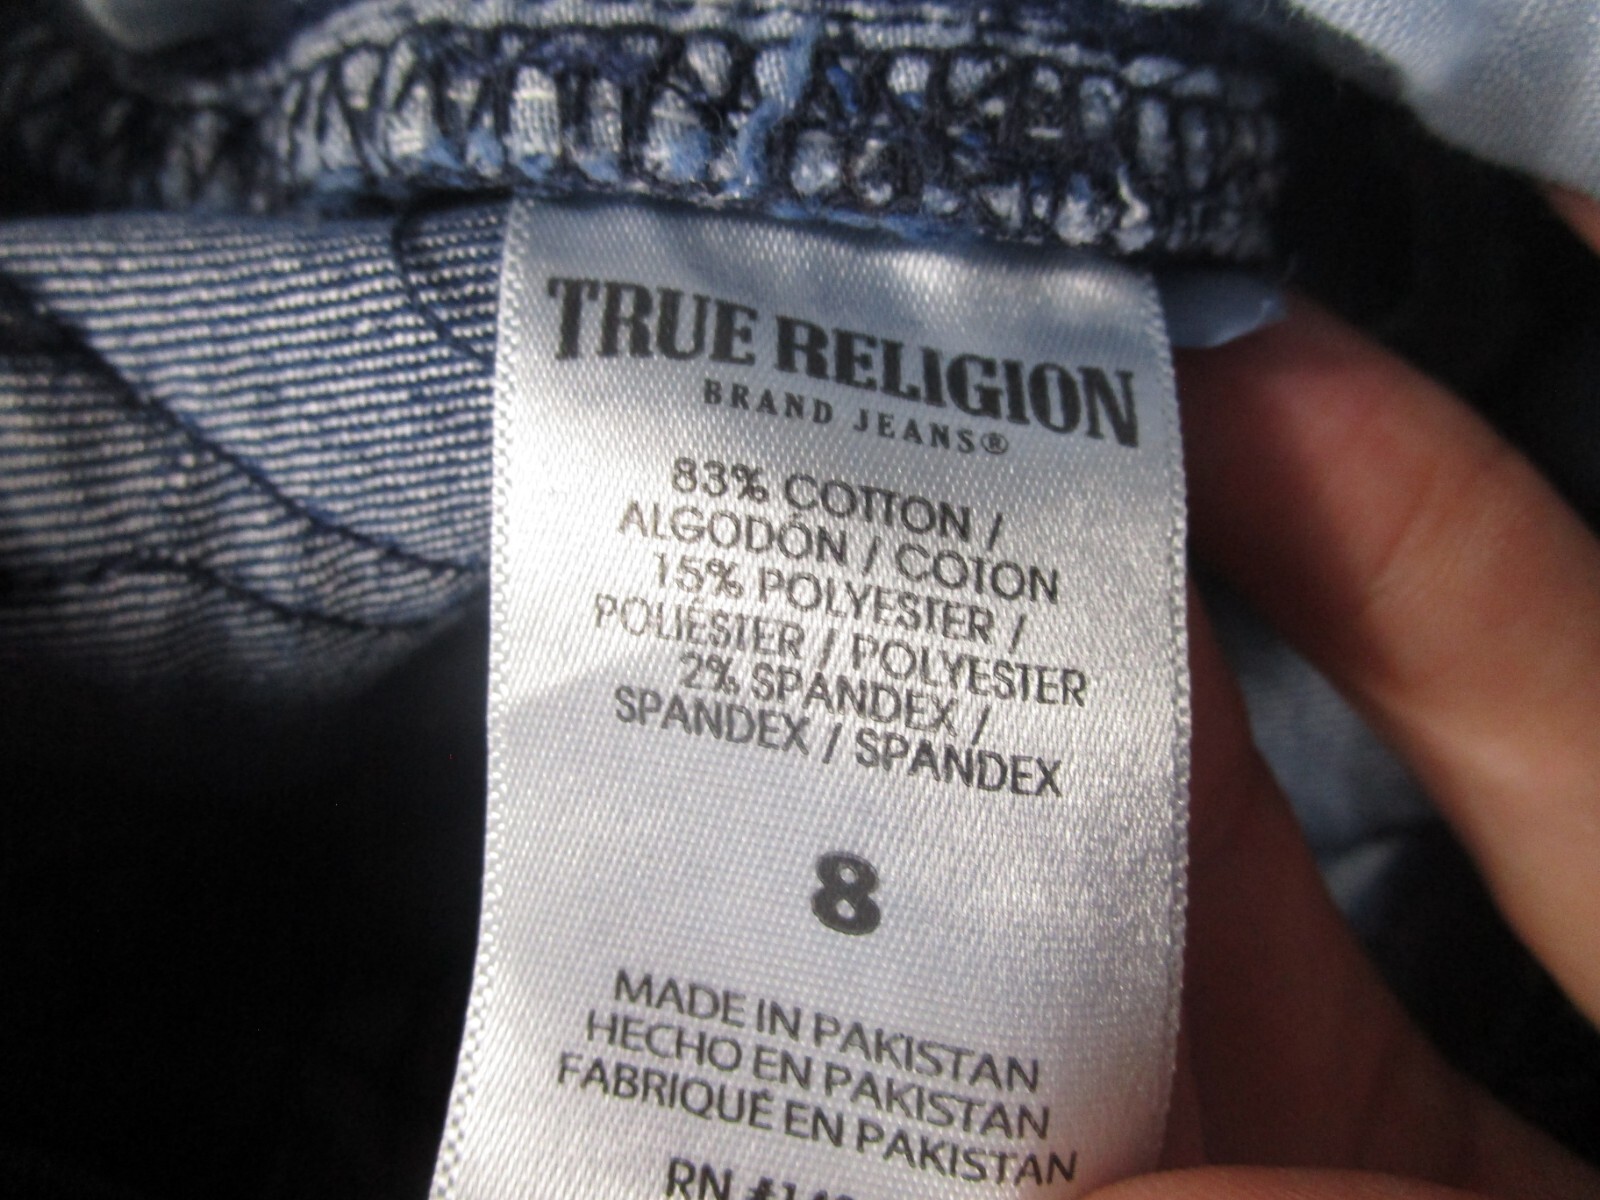 TRUE RELIGION
BRAND JEANS®
83% COTTON /
ALGODÓN / COTON
15% POLYESTER /
POLIÉSTER / POLYESTER
2% SPANDEX /
SPANDEX / SPANDEX
8
MADE IN PAKISTAN
HECHO EN PAKISTAN
FABRIQUÉ EN PAKISTAN
RN